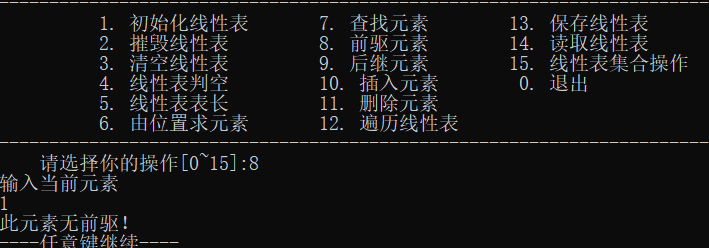 1. 初始化线性表 7. 查找元素 13. 保存线性表
2. 摧毁线性表 8. 前驱元素 14. 读取线性表
3. 清空线性表 9. 后继元素 15. 线性表集合操作
4. 线性表判空 10. 插入元素 0. 退出
5. 线性表表长 11. 删除元素
6. 由位置求元素 12. 遍历线性表
请选择你的操作[0~15]:8
输入当前元素
1
此元素无前驱!
----任意键继续----